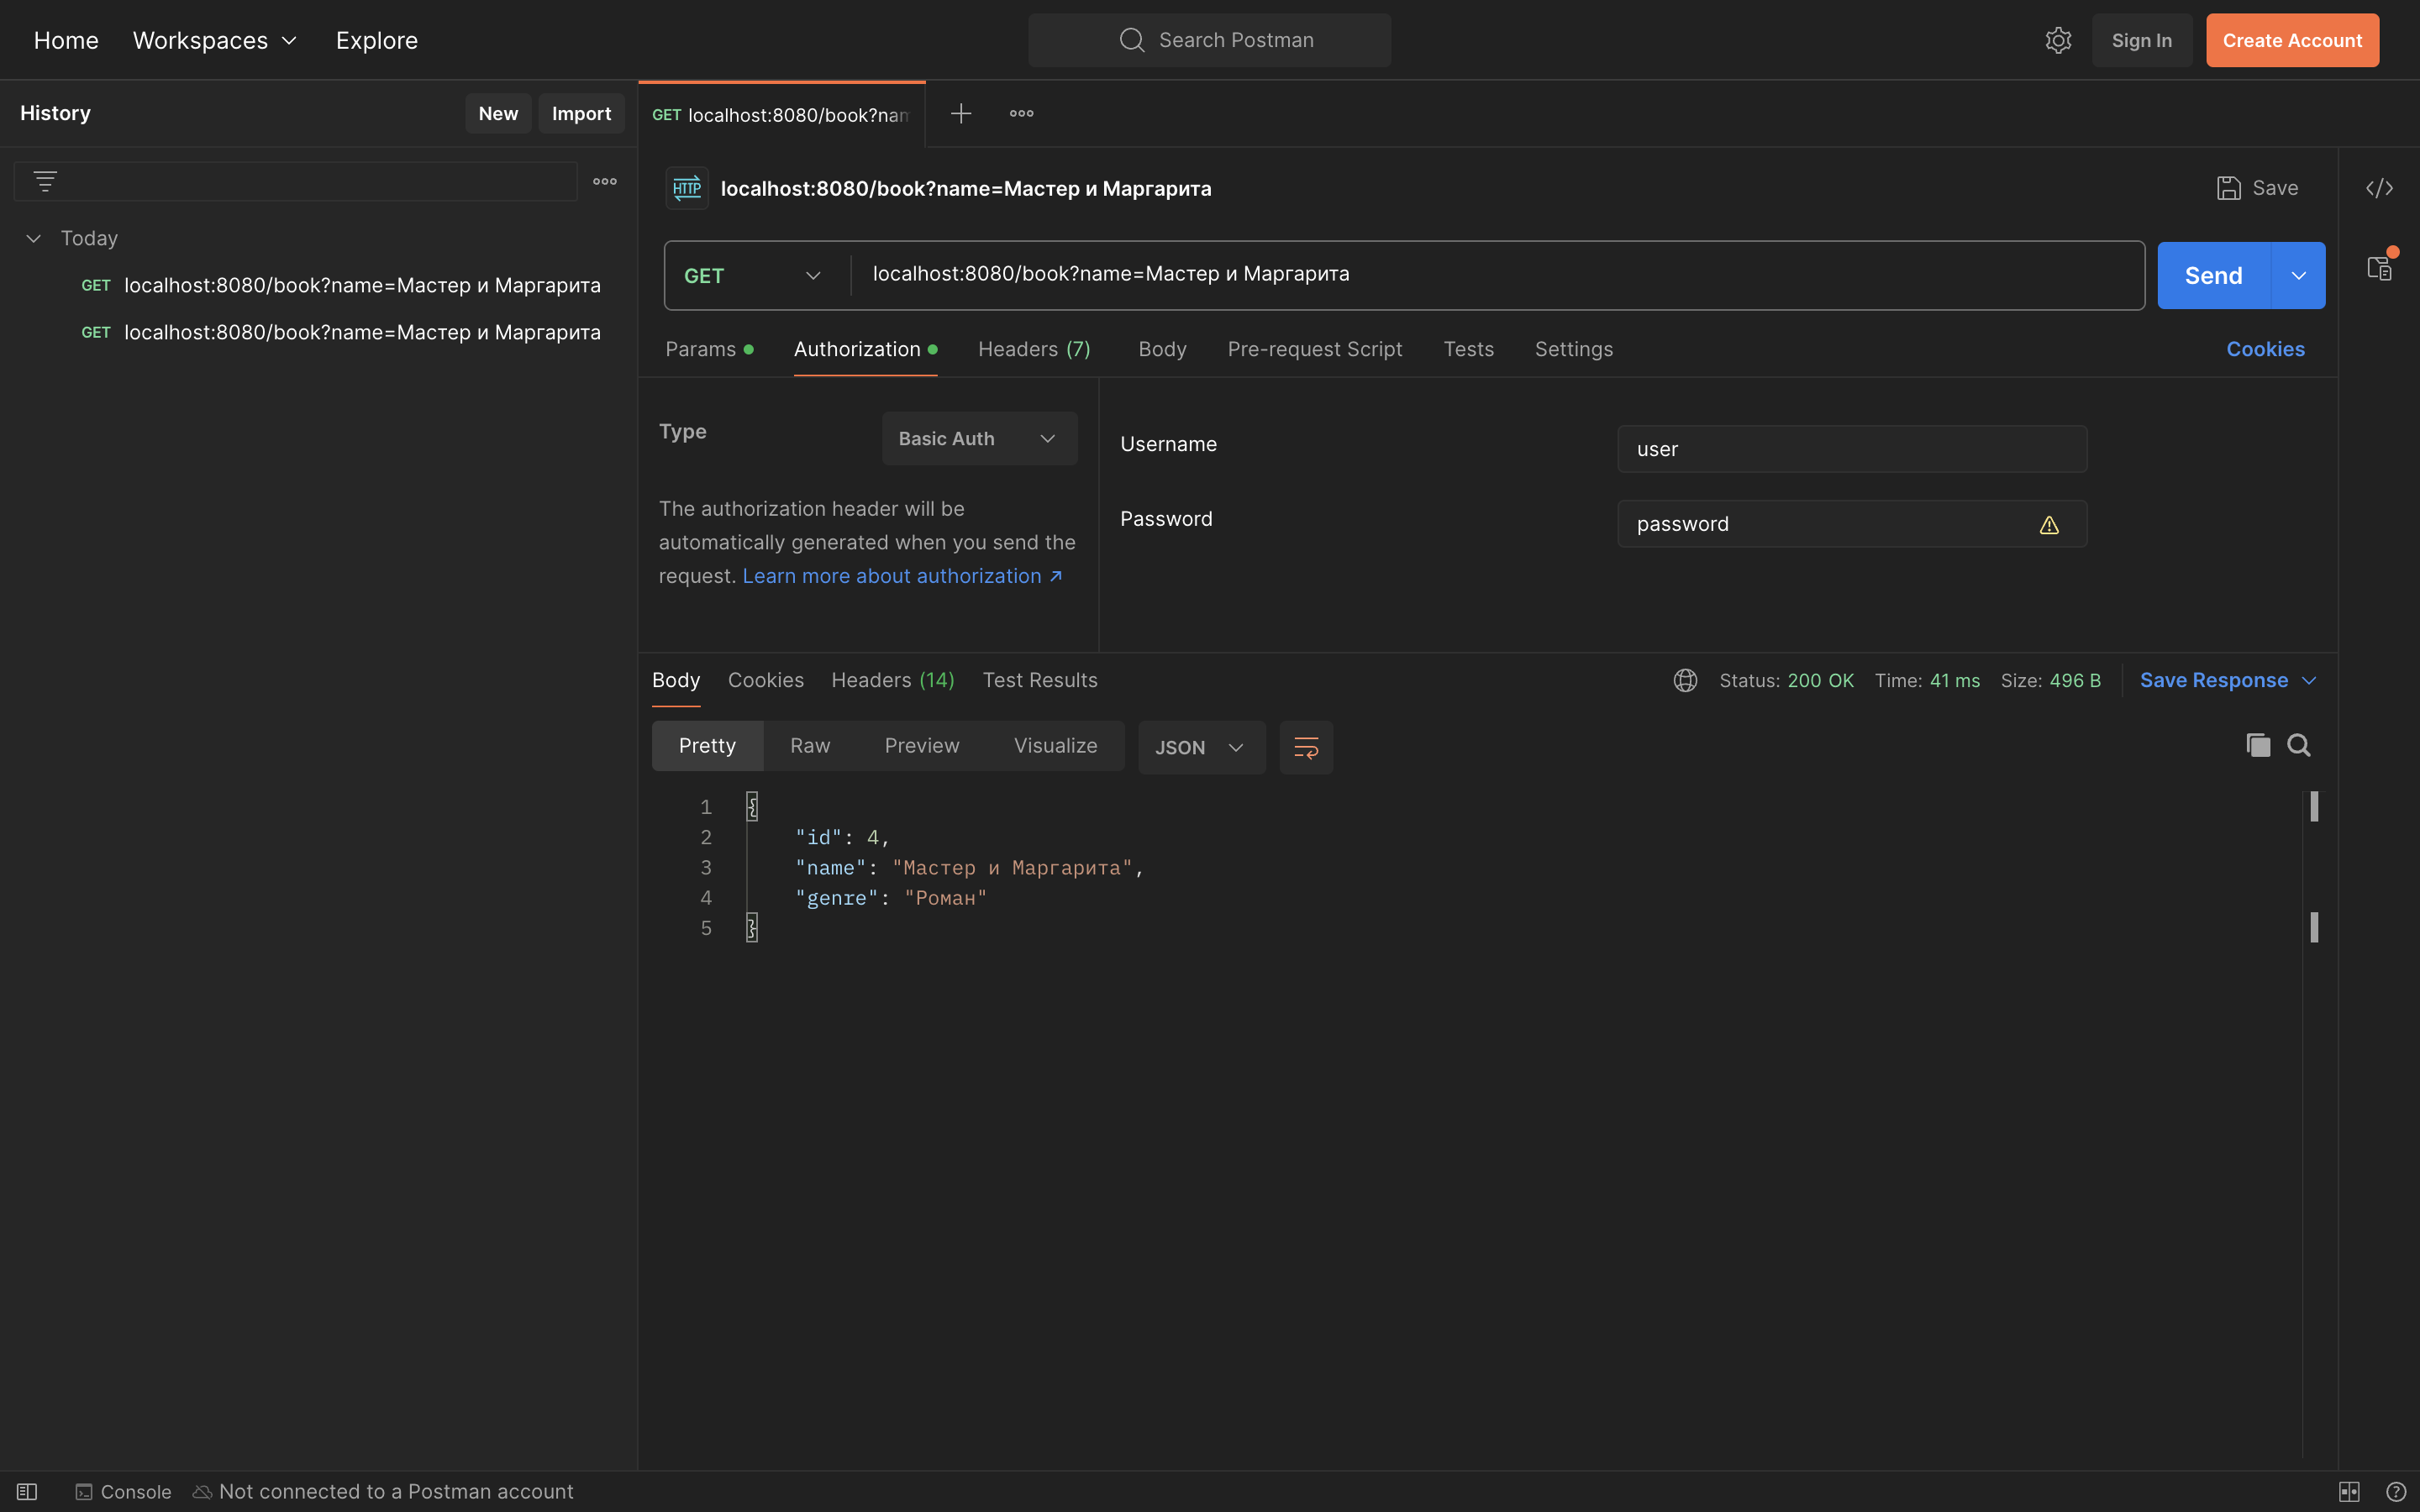 Home Workspaces Explore Search Postman Sign In Create Account
History New Import
GET localhost:8080/book?nam
Today
GET localhost:8080/book?name=Мастер и Маргарита
GET localhost:8080/book?name=Мастер и Маргарита
HTTP localhost:8080/book?name=Мастер и Маргарита Save
GET localhost:8080/book?name=Мастер и Маргарита Send
Params Authorization Headers (7) Body Pre-request Script Tests Settings Cookies
Type Basic Auth
The authorization header will be
automatically generated when you send the
request. Learn more about authorization ↗
Username user
Password password
Body Cookies Headers (14) Test Results Status: 200 OK Time: 41 ms Size: 496 B Save Response
Pretty Raw Preview Visualize JSON
1 {
2 "id": 4,
3 "name": "Мастер и Маргарита",
4 "genre": "Роман"
5 }
Console Not connected to a Postman account